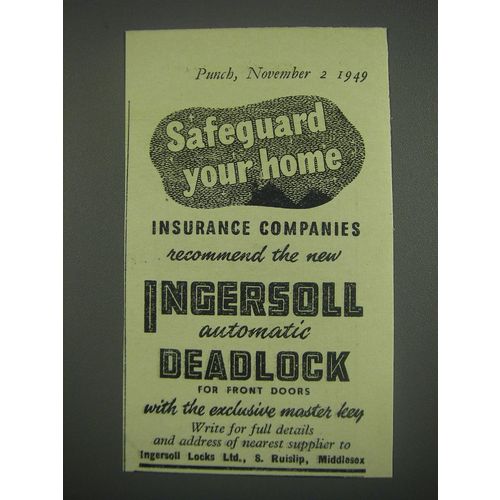 Punch, November 2 1949
Safeguard
your home
INSURANCE COMPANIES
recommend the new
INGERSOLL
automatic
DEADLOCK
FOR FRONT DOORS
with the exclusive master key
Write for full details
and address of nearest supplier to
Ingersoll Locks Ltd., S. Ruislip, Middlesex